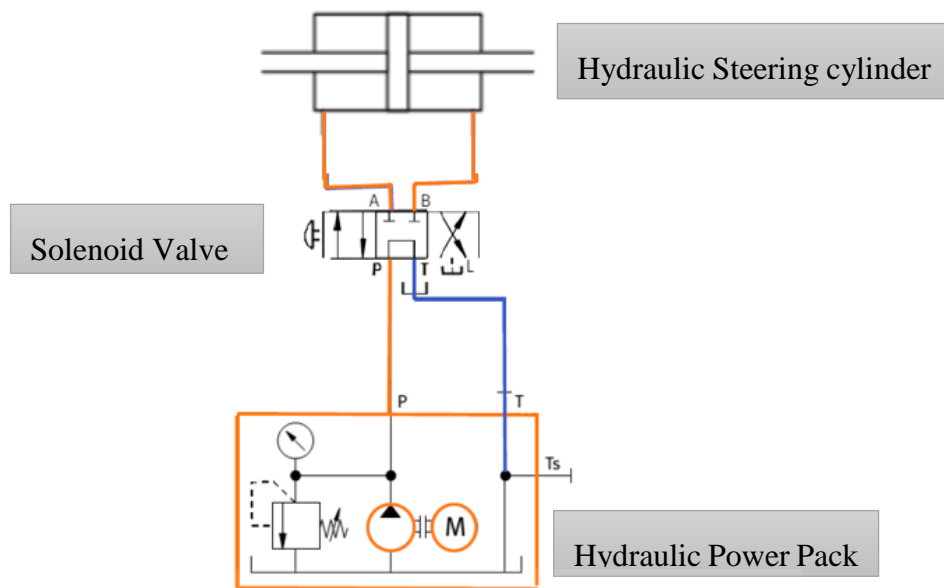 Hydraulic Steering cylinder
A B
Solenoid Valve
P T L
P T
Ts
M
Hydraulic Power Pack